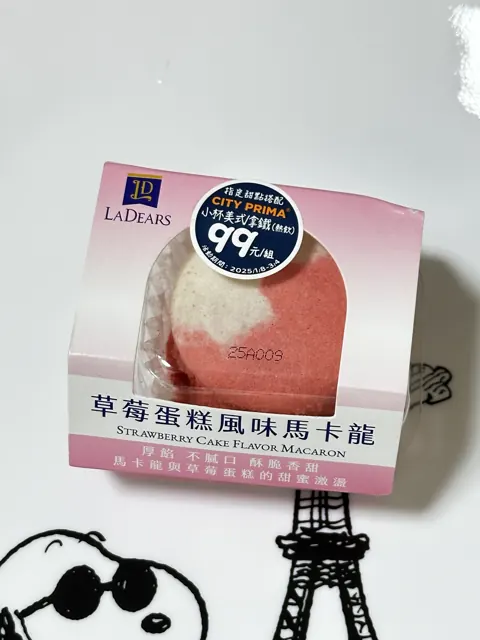 LD
LADEARS
指定甜點搭配
CITY PRIMA®
小杯美式/拿鐵(熱飲)
99元/組
活動期間:2025/1/8-3/4
25A009
草莓蛋糕風味馬卡龍
STRAWBERRY CAKE FLAVOR MACARON
厚餡 不膩口 酥脆香甜
馬卡龍與草莓蛋糕的甜蜜激盪